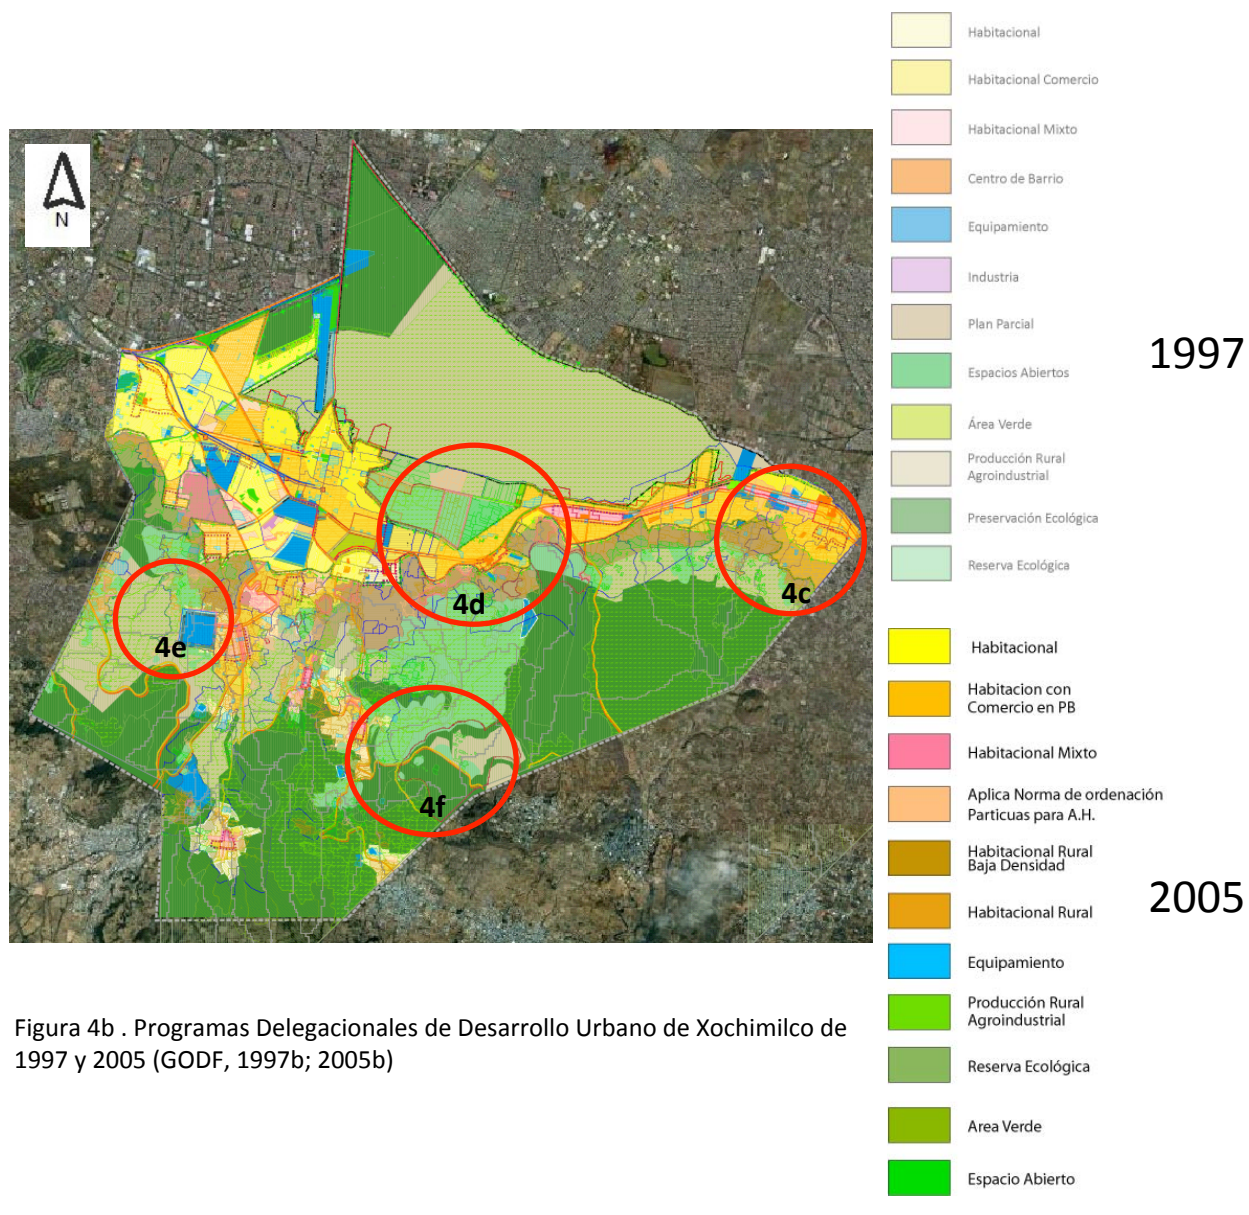 Habitacional
Habitacional Comercio
Habitacional Mixto
Centro de Barrio
Equipamiento
Industria
Plan Parcial
Espacios Abiertos
Área Verde
Producción Rural
Agroindustrial
Preservación Ecológica
Reserva Ecológica
1997
N
4d
4c
4e
4f
Habitacional
Habitacion con
Comercio en PB
Habitacional Mixto
Aplica Norma de ordenación
Particuas para A.H.
Habitacional Rural
Baja Densidad
Habitacional Rural
Equipamiento
Producción Rural
Agroindustrial
Reserva Ecológica
Area Verde
Espacio Abierto
2005
Figura 4b . Programas Delegacionales de Desarrollo Urbano de Xochimilco de
1997 y 2005 (GODF, 1997b; 2005b)